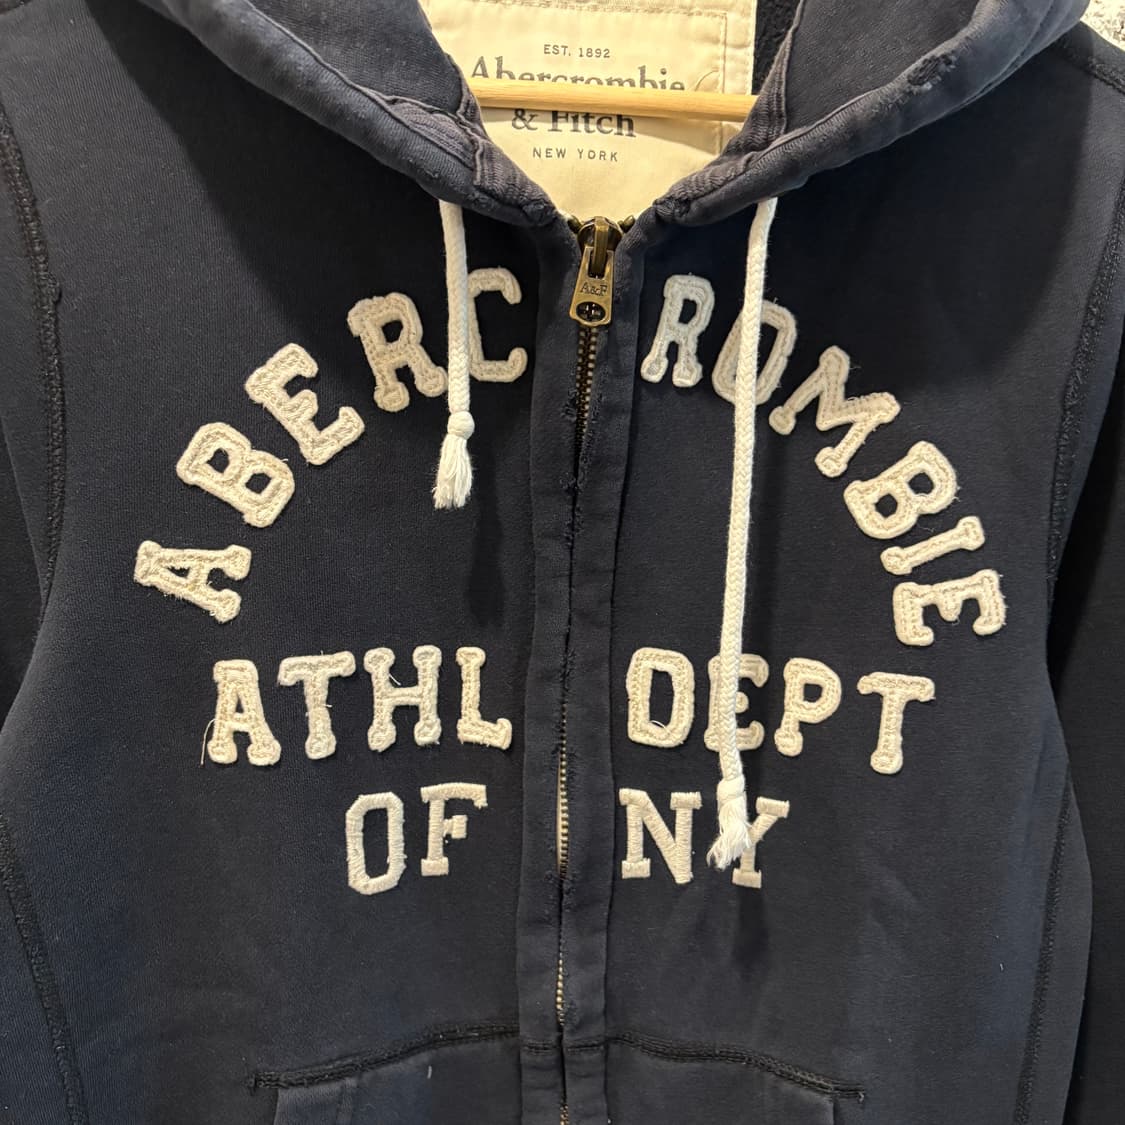 EST. 1892
Abercrombie
& Fitch
NEW YORK
A&F
ABERCROMBIE
ATHL DEPT
OF NY